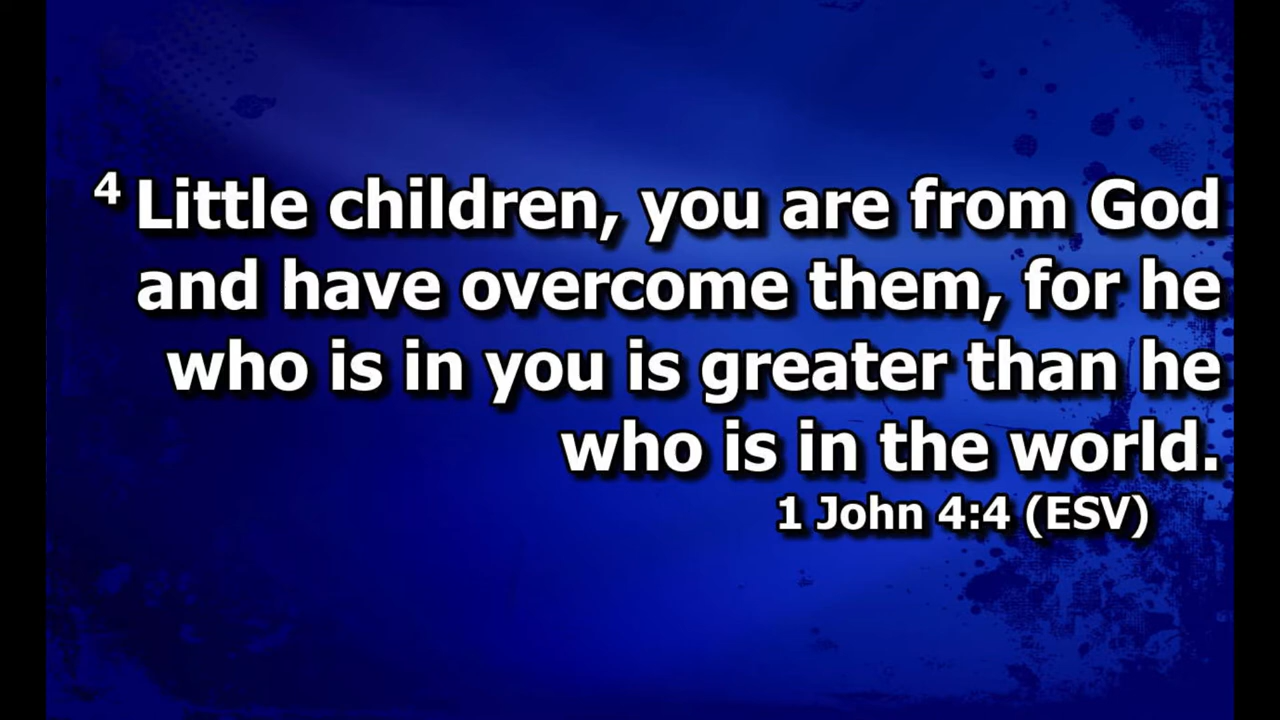 4 Little children, you are from God
and have overcome them, for he
who is in you is greater than he
who is in the world.
1 John 4:4 (ESV)